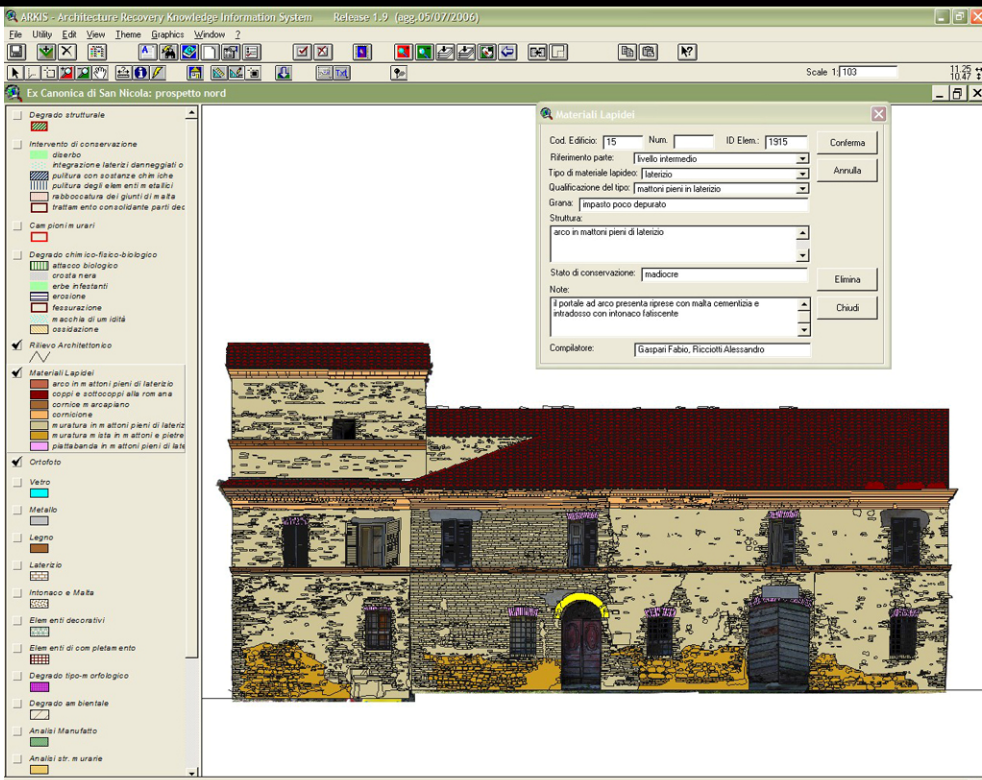 ARKIS - Architecture Recovery Knowledge Information System Release 1.9 (agg.05/07/2006)
File Utility Edit View Theme Graphics Window ?
Txt
Scale 1: 103
11.25
10.47
Ex Canonica di San Nicola: prospetto nord
Degrado strutturale
Intervento di conservazione
diserbo
integrazione laterizi danneggiati o
pulitura con sostanze chimiche
pulitura degli elementi metallici
rabboccatura dei giunti di malta
trattamento consolidante parti dec
Campioni murari
Degrado chimico-fisico-biologico
attacco biologico
crosta nera
erbe infestanti
erosione
fessurazione
macchia di umidità
ossidazione
Rilievo Architettonico
Materiali Lapidei
arco in mattoni pieni di laterizio
coppi e sottocoppi alla romana
cornice marcapiano
cornicione
muratura in mattoni pieni di lateriz
muratura mista in mattoni e pietre
piattabanda in mattoni pieni di late
Ortofoto
Vetro
Metallo
Legno
Laterizio
Intonaco e Malta
Elementi decorativi
Elementi di completamento
Degrado tipo-morfologico
Degrado ambientale
Analisi Manufatto
Analisi str. murarie
Materiali Lapidei
Cod. Edificio: 15 Num. ID Elem.: 1915 Conferma
Riferimento parte: livello intermedio
Tipo di materiale lapideo: laterizio Annulla
Qualificazione del tipo: mattoni pieni in laterizio
Grana: impasto poco depurato
Struttura:
arco in mattoni pieni di laterizio
Stato di conservazione: madiocre Elimina
Note:
il portale ad arco presenta riprese con malta cementizia e Chiudi
intradosso con intonaco fatiscente
Compilatore: Gaspari Fabio, Ricciotti Alessandro